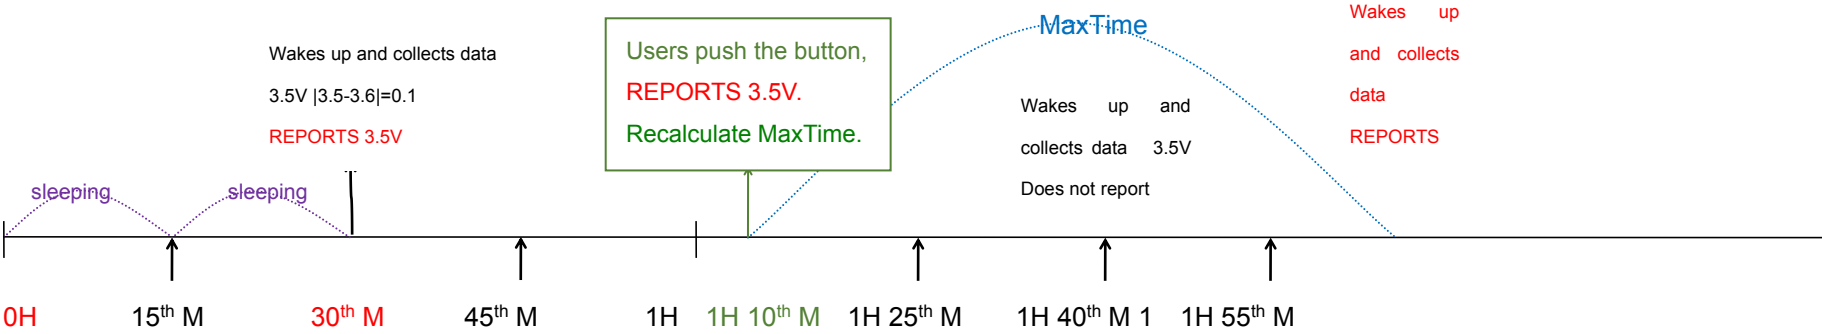 Wakes up and collects data
3.5V |3.5-3.6|=0.1
REPORTS 3.5V
Users push the button,
REPORTS 3.5V.
Recalculate MaxTime.
MaxTime
Wakes up and
collects data 3.5V
Does not report
Wakes up
and collects
data
REPORTS
sleeping
sleeping
0H
15th M
30th M
45th M
1H
1H 10th M
1H 25th M
1H 40th M 1
1H 55th M